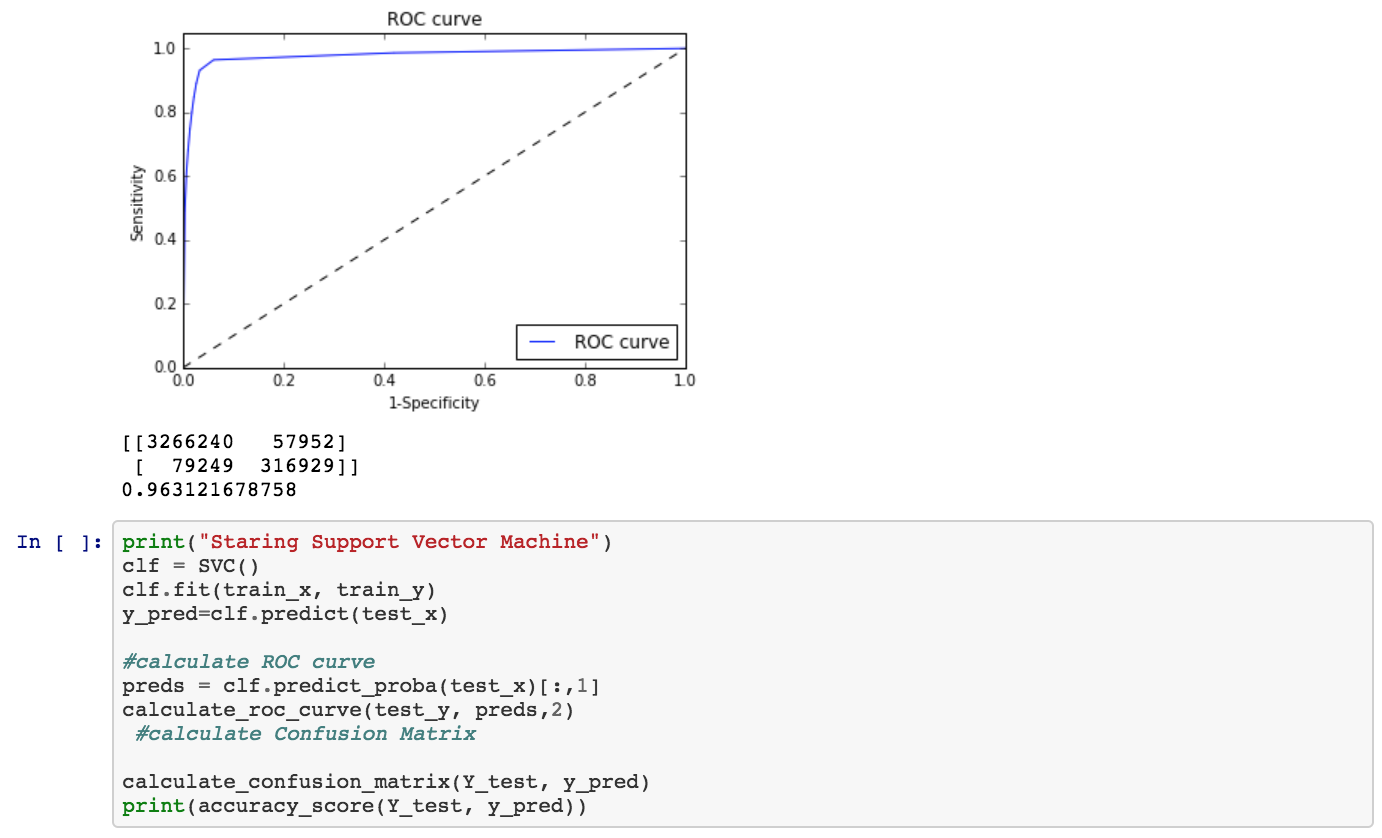 ROC curve
1.0
0.8
0.6
0.4
0.2
0.0
Sensitivity
ROC curve
0.0 0.2 0.4 0.6 0.8 1.0
1-Specificity
[[3266240 57952]
[ 79249 316929]]
0.963121678758
In [ ]: print("Staring Support Vector Machine")
clf = SVC()
clf.fit(train_x, train_y)
y_pred=clf.predict(test_x)
#calculate ROC curve
preds = clf.predict_proba(test_x)[:,1]
calculate_roc_curve(test_y, preds,2)
#calculate Confusion Matrix
calculate_confusion_matrix(Y_test, y_pred)
print(accuracy_score(Y_test, y_pred))